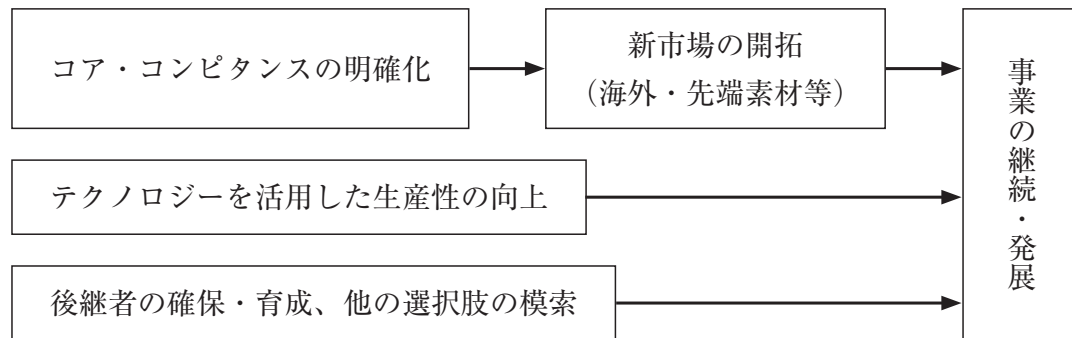 コア・コンピタンスの明確化
新市場の開拓
（海外・先端素材等）
テクノロジーを活用した生産性の向上
後継者の確保・育成、他の選択肢の模索
事業の継続・発展